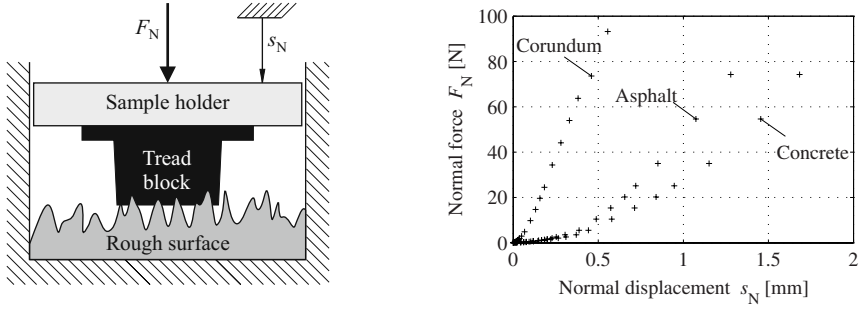 F_N
s_N
Sample holder
Tread
block
Rough surface
Normal force F_N [N]
100
80
60
40
20
0
Corundum
Asphalt
Concrete
0
0.5
1
1.5
2
Normal displacement s_N [mm]